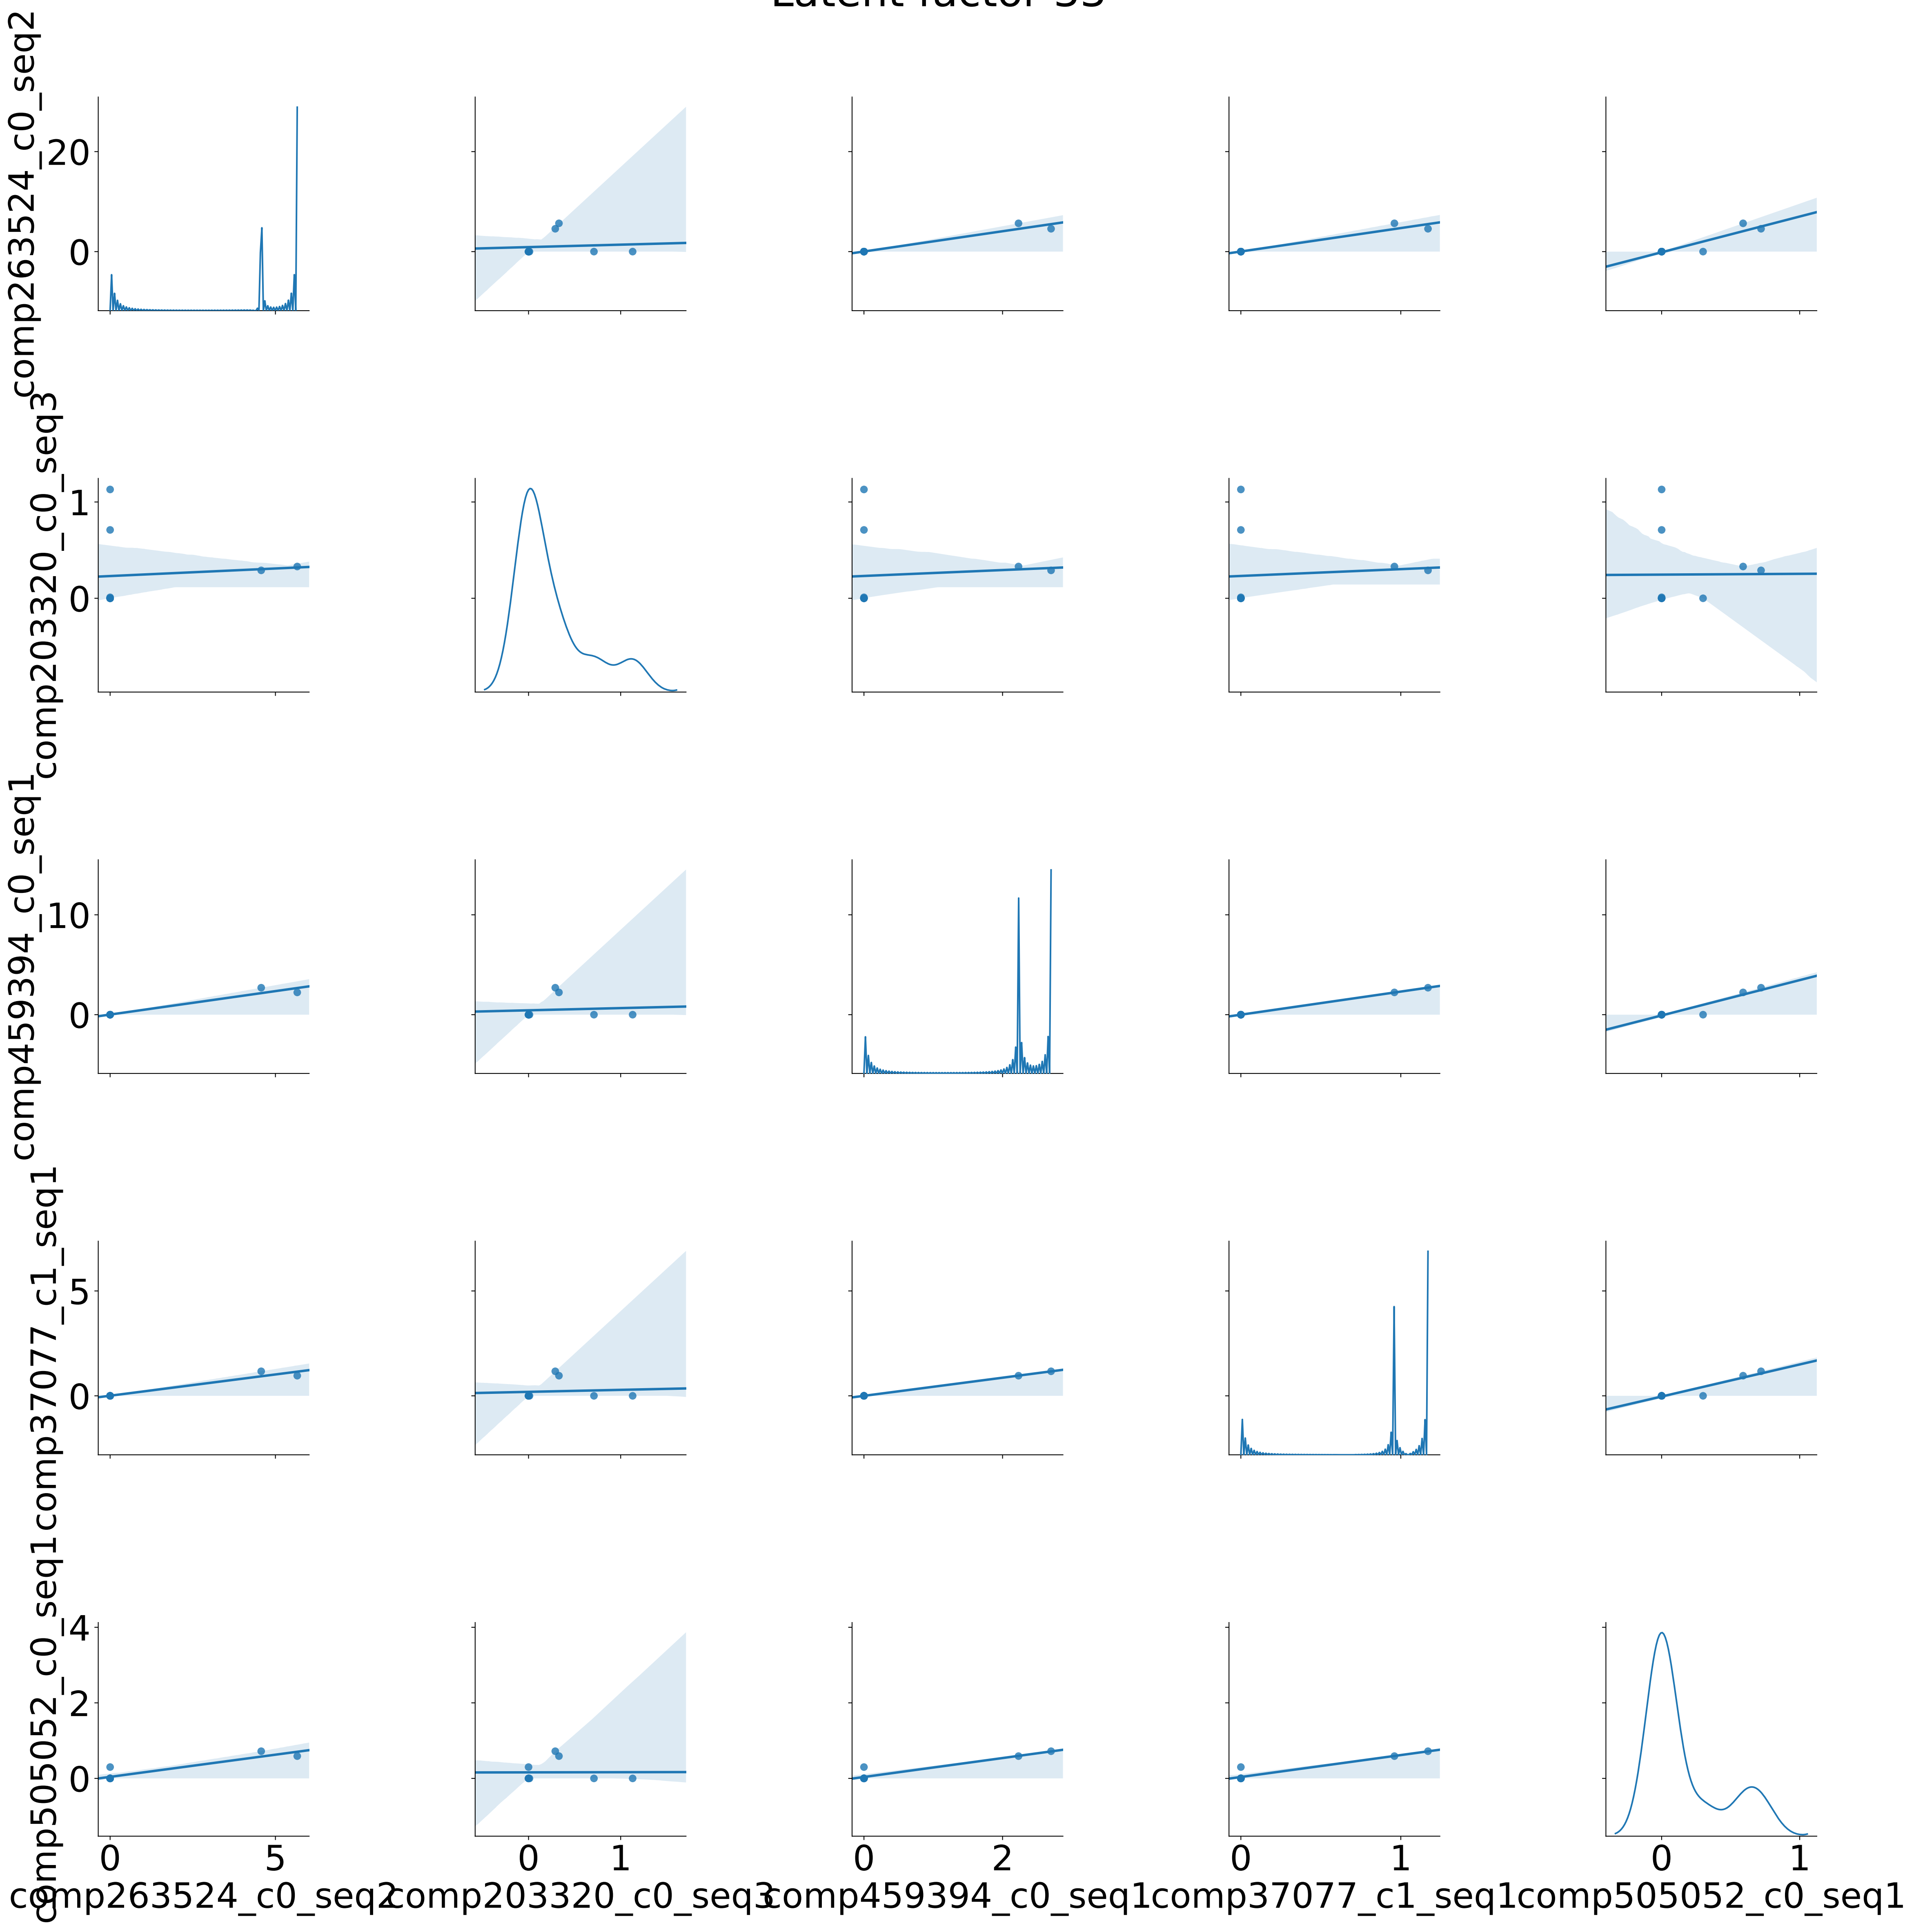 Latent factor 33
comp263524_c0_seq2
20
0
comp203320_c0_seq3
1
0
comp459394_c0_seq1
10
0
comp37077_c1_seq1
5
0
comp505052_c0_seq1
4
2
0
0 5 0 1 0 2 0 1 0 1
comp263524_c0_seq2 comp203320_c0_seq3 comp459394_c0_seq1 comp37077_c1_seq1 comp505052_c0_seq1